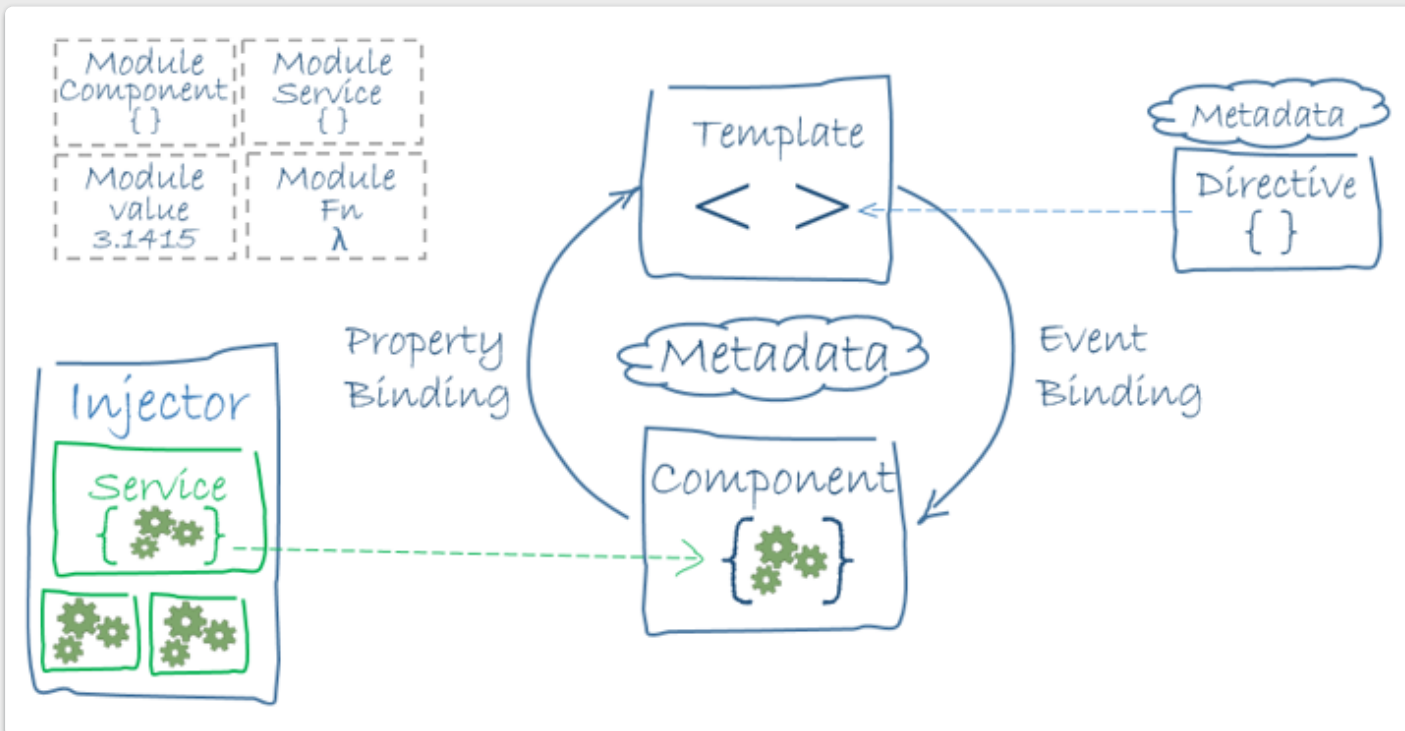 Module
Component
{ }
Module
Service
{ }
Module
value
3.1415
Module
Fn
λ
Template
< >
Metadata
Directive
{ }
Property
Binding
Metadata
Event
Binding
Injector
Service
{ }
Component
{ }